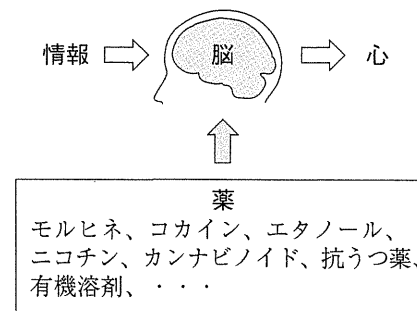 情報 脳 心
薬
モルヒネ、コカイン、エタノール、
ニコチン、カンナビノイド、抗うつ薬、
有機溶剤、・・・